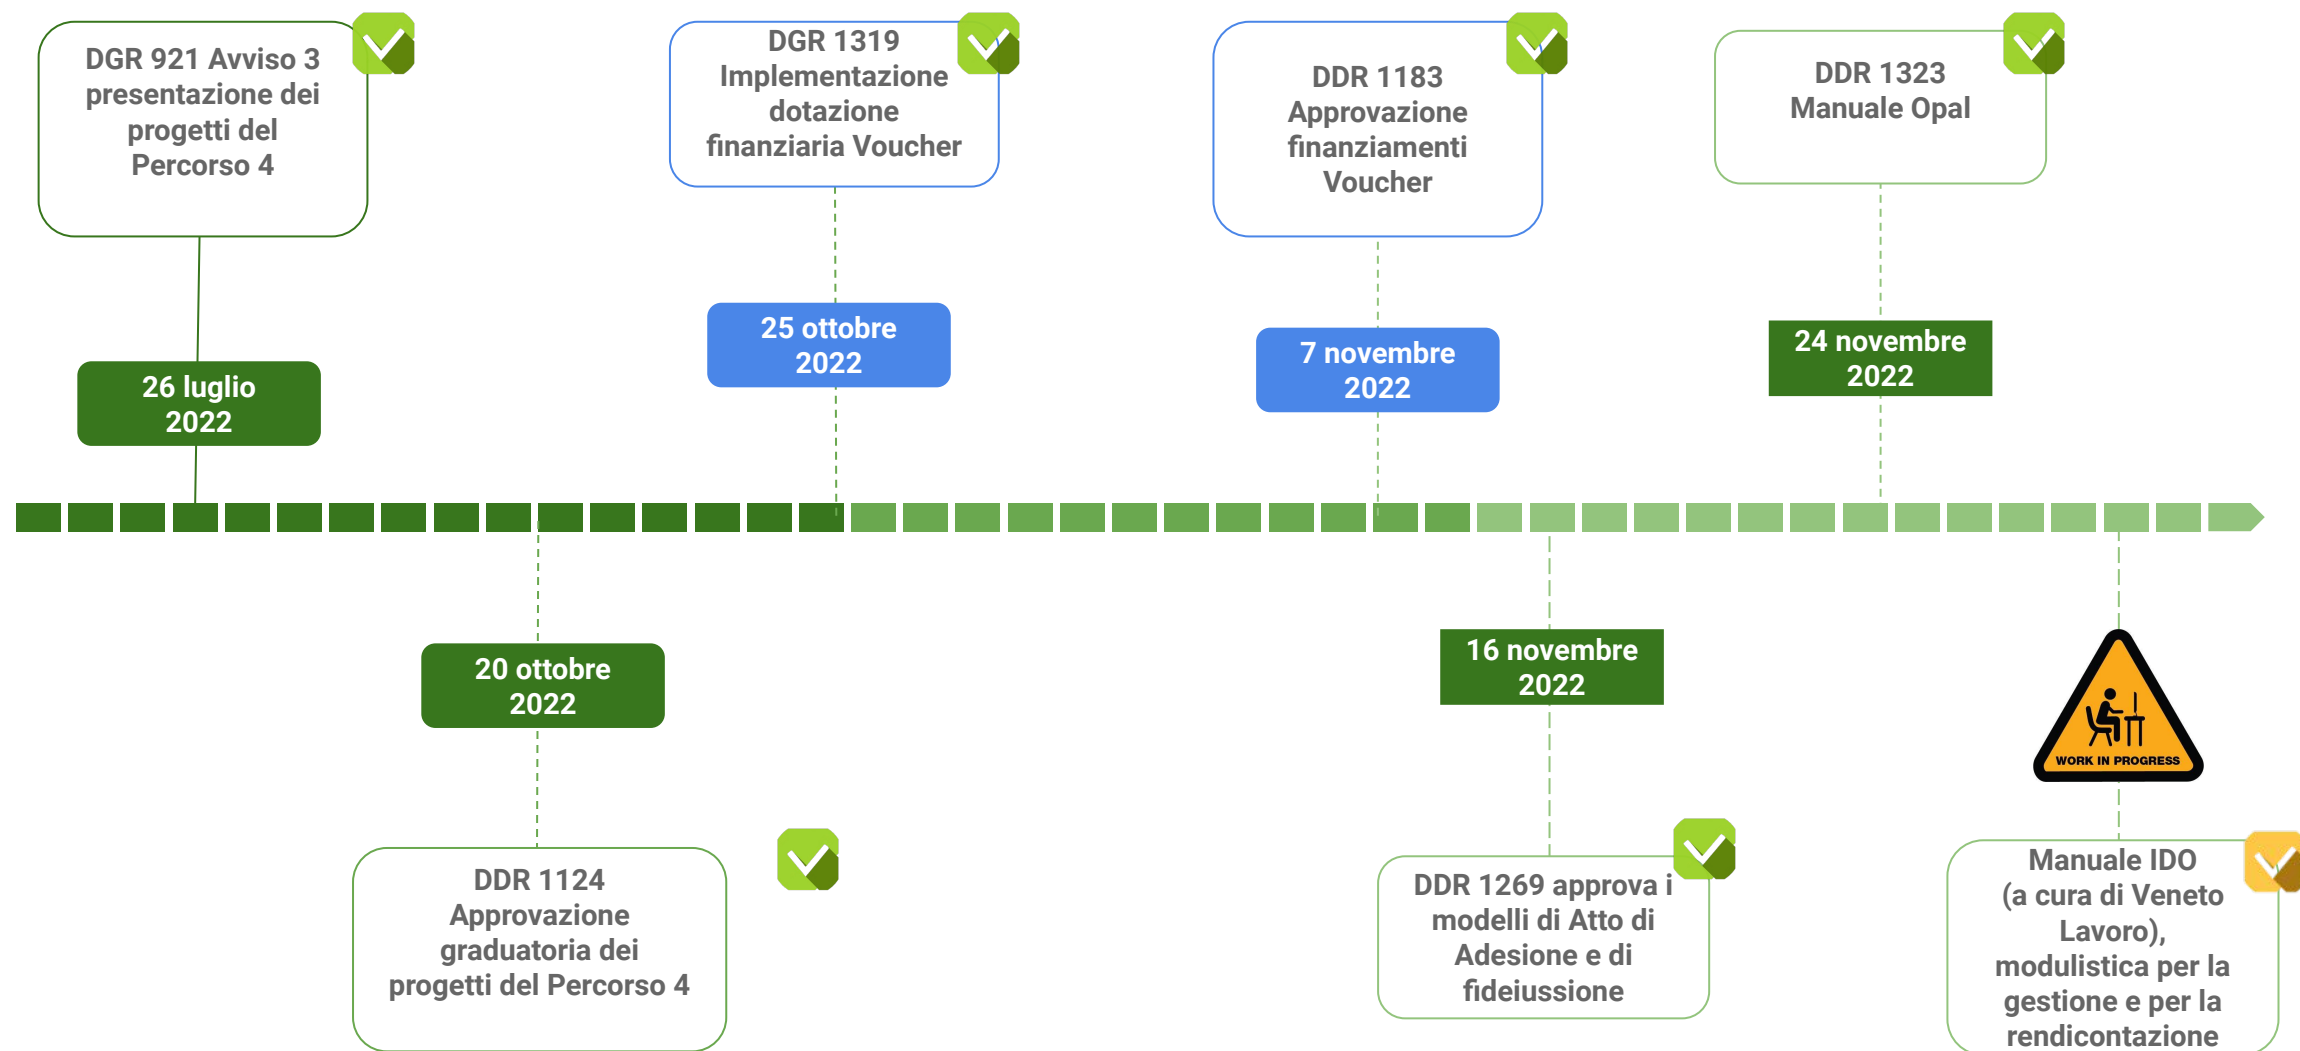 DGR 921 Avviso 3
presentazione dei
progetti del
Percorso 4
26 luglio
2022
DGR 1319
Implementazione
dotazione
finanziaria Voucher
25 ottobre
2022
DDR 1183
Approvazione
finanziamenti
Voucher
7 novembre
2022
DDR 1323
Manuale Opal
24 novembre
2022
20 ottobre
2022
DDR 1124
Approvazione
graduatoria dei
progetti del Percorso 4
16 novembre
2022
DDR 1269 approva i
modelli di Atto di
Adesione e di
fideiussione
WORK IN PROGRESS
Manuale IDO
(a cura di Veneto
Lavoro),
modulistica per la
gestione e per la
rendicontazione